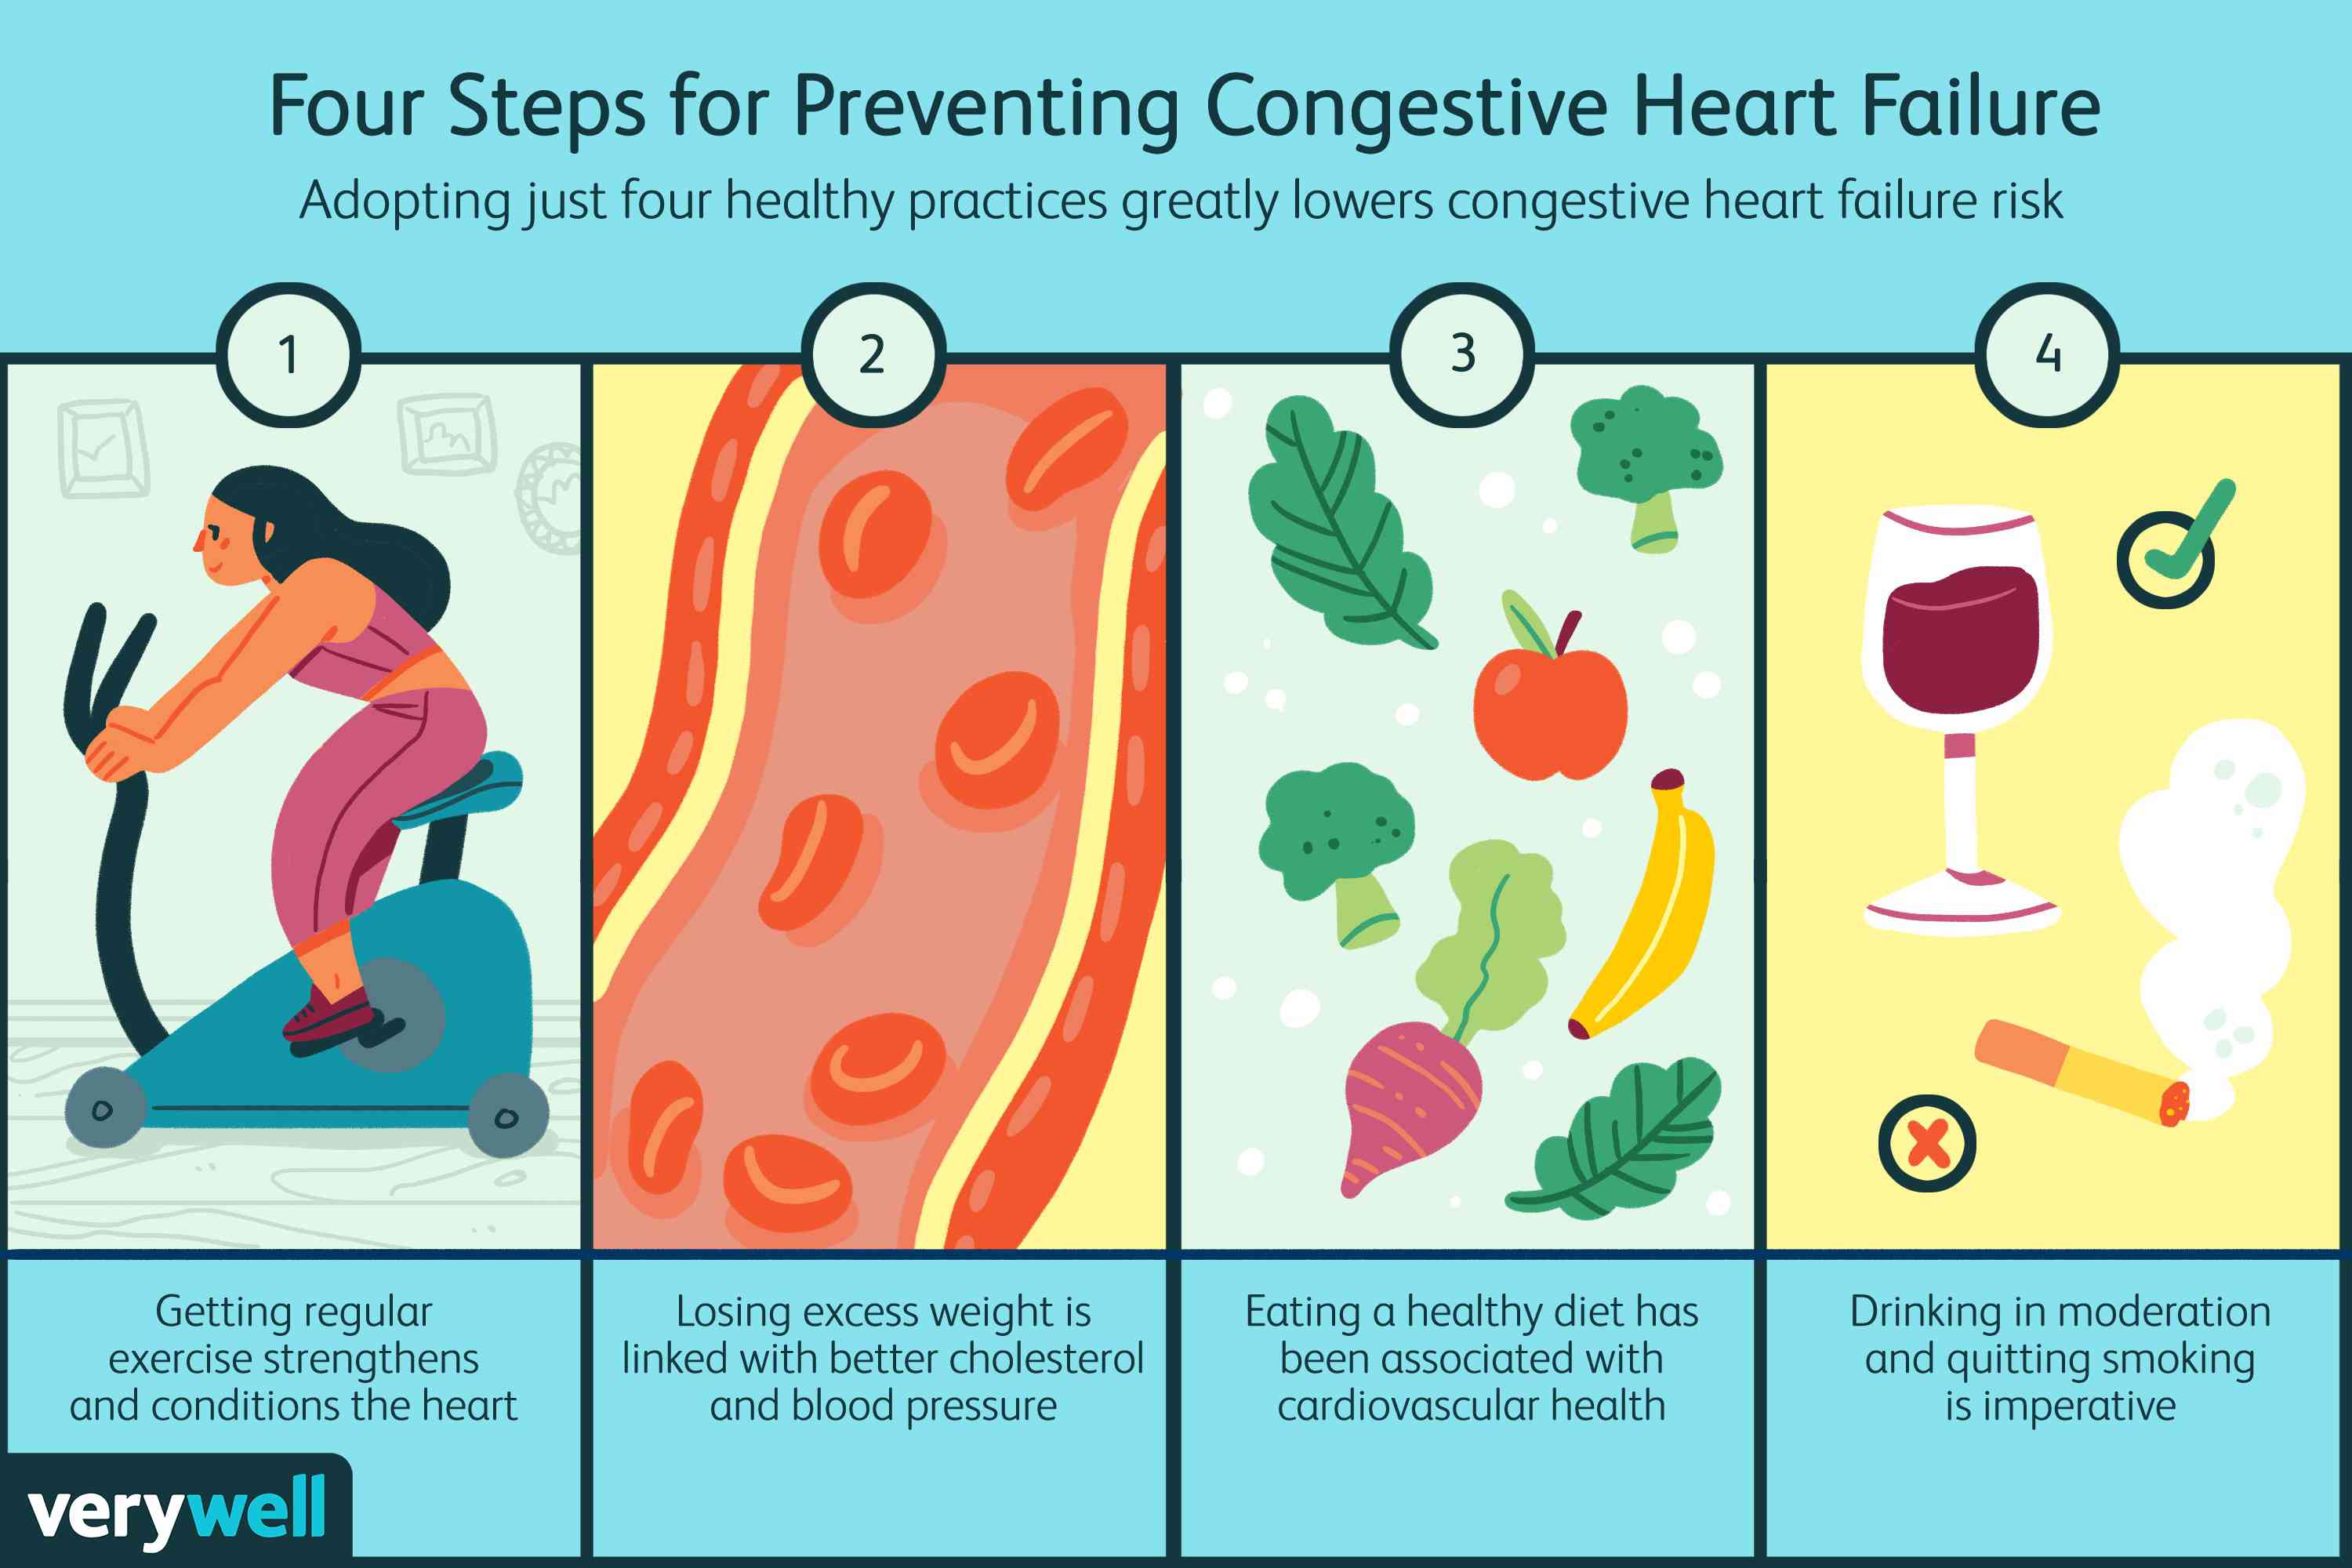 Four Steps for Preventing Congestive Heart Failure
Adopting just four healthy practices greatly lowers congestive heart failure risk
1
2
3
4
Getting regular
exercise strengthens
and conditions the heart
Losing excess weight is
linked with better cholesterol
and blood pressure
Eating a healthy diet has
been associated with
cardiovascular health
Drinking in moderation
and quitting smoking
is imperative
verywell